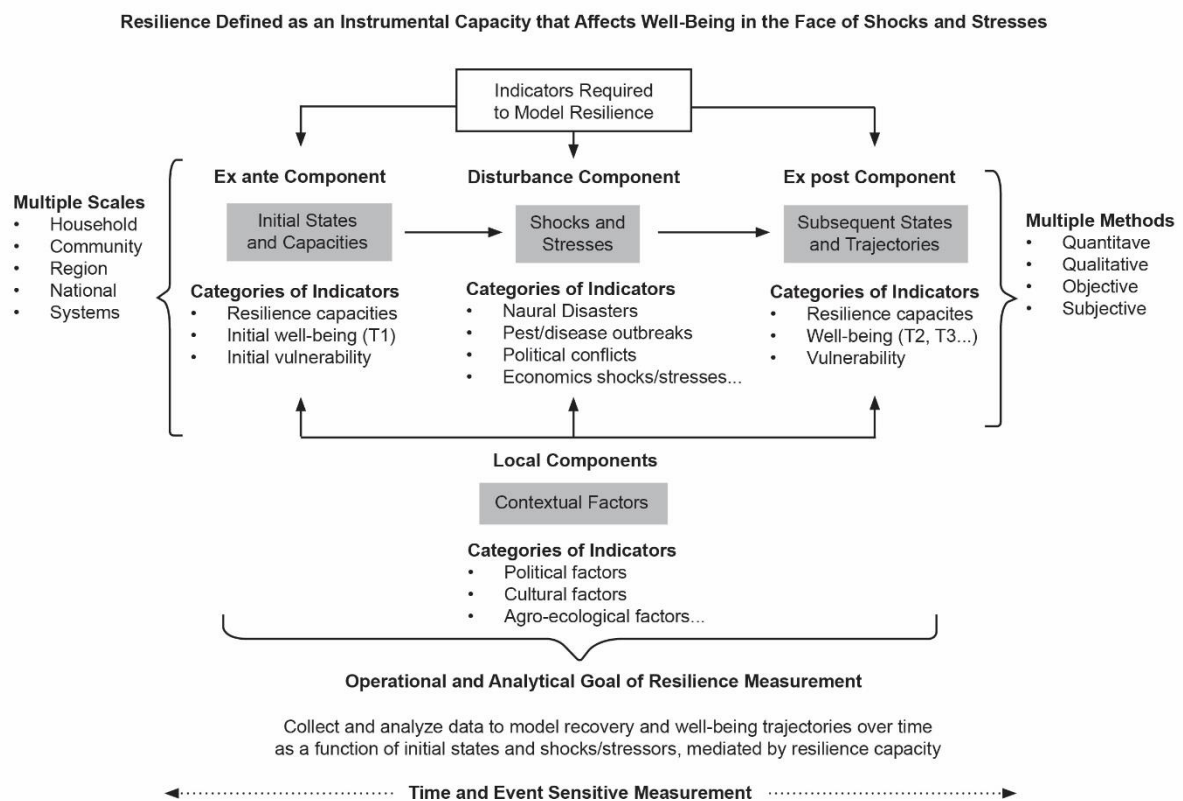 Resilience Defined as an Instrumental Capacity that Affects Well-Being in the Face of Shocks and Stresses
Indicators Required
to Model Resilience
Multiple Scales
• Household
• Community
• Region
• National
• Systems
Ex ante Component
Initial States
and Capacities
Categories of Indicators
• Resilience capacities
• Initial well-being (T1)
• Initial vulnerability
Disturbance Component
Shocks and
Stresses
Categories of Indicators
• Naural Disasters
• Pest/disease outbreaks
• Political conflicts
• Economics shocks/stresses...
Ex post Component
Subsequent States
and Trajectories
Categories of Indicators
• Resilience capacites
• Well-being (T2, T3...)
• Vulnerability
Multiple Methods
• Quantitave
• Qualitative
• Objective
• Subjective
Local Components
Contextual Factors
Categories of Indicators
• Political factors
• Cultural factors
• Agro-ecological factors...
Operational and Analytical Goal of Resilience Measurement
Collect and analyze data to model recovery and well-being trajectories over time
as a function of initial states and shocks/stressors, mediated by resilience capacity
Time and Event Sensitive Measurement